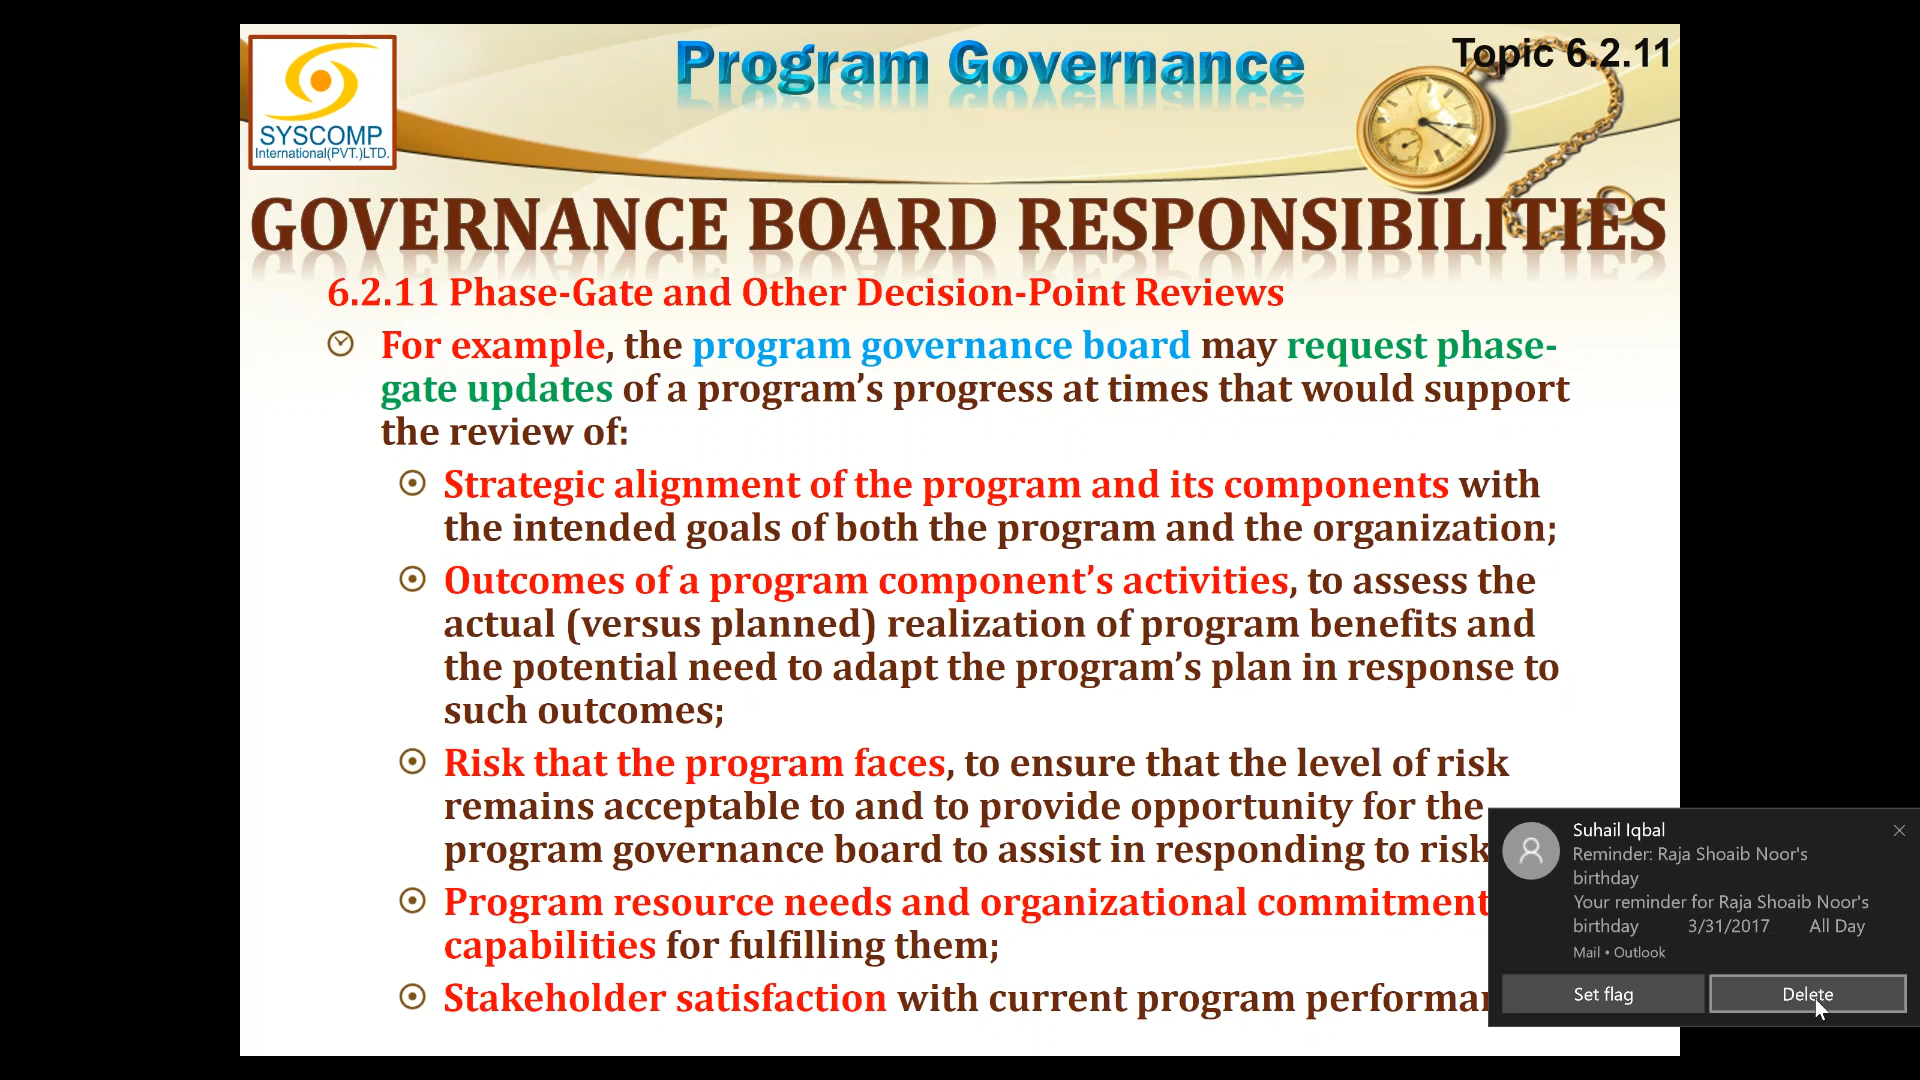 SYSCOMP
International(PVT.)LTD.
Program Governance
Topic 6.2.11
GOVERNANCE BOARD RESPONSIBILITIES
6.2.11 Phase-Gate and Other Decision-Point Reviews
For example, the program governance board may request phase-
gate updates of a program’s progress at times that would support
the review of:
Strategic alignment of the program and its components with
the intended goals of both the program and the organization;
Outcomes of a program component’s activities, to assess the
actual (versus planned) realization of program benefits and
the potential need to adapt the program’s plan in response to
such outcomes;
Risk that the program faces, to ensure that the level of risk
remains acceptable to and to provide opportunity for the
program governance board to assist in responding to risk
Program resource needs and organizational commitment
capabilities for fulfilling them;
Stakeholder satisfaction with current program
Suhail Iqbal
Reminder: Raja Shoaib Noor's
birthday
Your reminder for Raja Shoaib Noor's
birthday 3/31/2017 All Day
Mail • Outlook
Set flag Delete